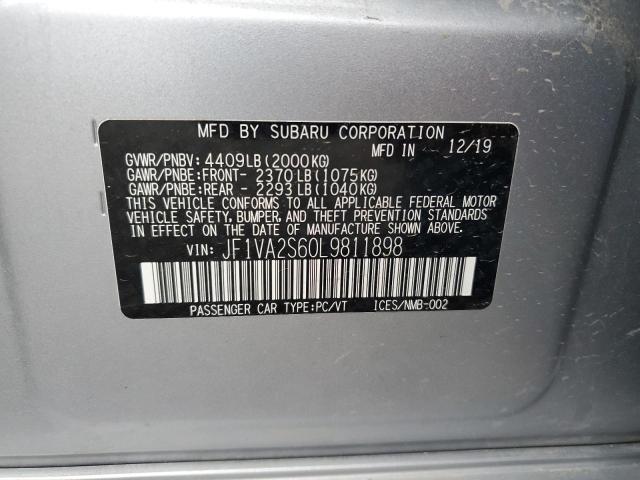 MFD BY SUBARU CORPORATION
MFD IN 12/19
GVWR/PNBV: 4409LB(2000KG)
GAWR/PNBE:FRONT- 2370LB(1075KG)
GAWR/PNBE:REAR - 2293LB(1040KG)
THIS VEHICLE CONFORMS TO ALL APPLICABLE FEDERAL MOTOR
VEHICLE SAFETY, BUMPER, AND THEFT PREVENTION STANDARDS
IN EFFECT ON THE DATE OF MANUFACTURE SHOWN ABOVE.
VIN: JF1VA2S60L9811898
PASSENGER CAR TYPE:PC/VT ICES/NMB-002